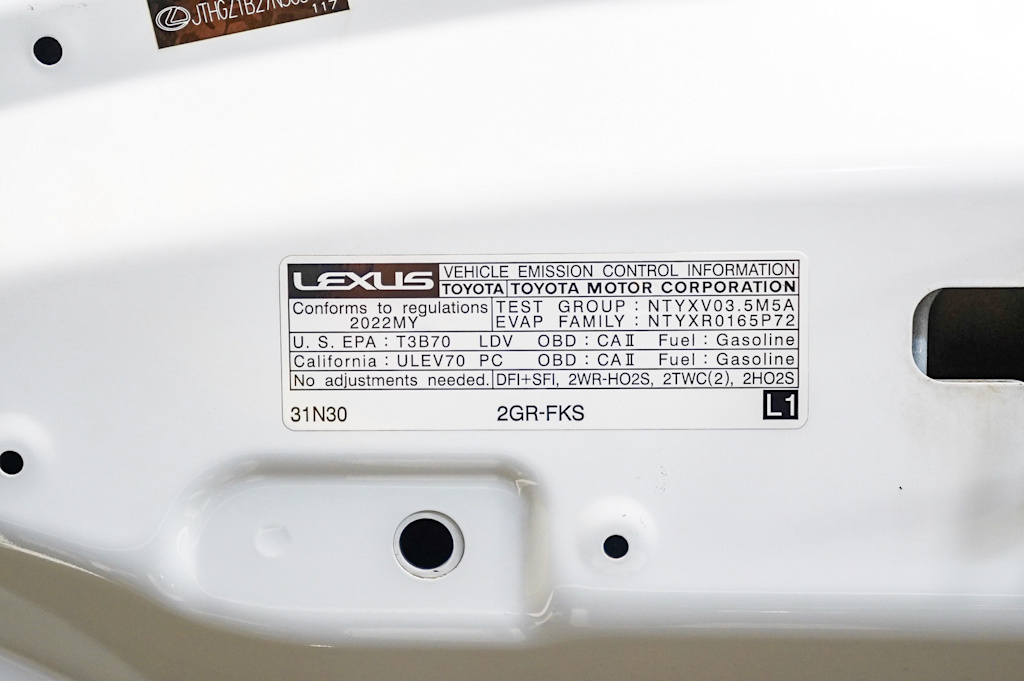 117
LEXUS
VEHICLE EMISSION CONTROL INFORMATION
TOYOTA TOYOTA MOTOR CORPORATION
Conforms to regulations
2022MY
TEST GROUP : NTYXV03.5M5A
EVAP FAMILY : NTYXR0165P72
U. S. EPA : T3B70 LDV OBD : CAⅡ Fuel : Gasoline
California : ULEV70 PC OBD : CAⅡ Fuel : Gasoline
No adjustments needed. DFI+SFI, 2WR-HO2S, 2TWC(2), 2HO2S
31N30 2GR-FKS L1